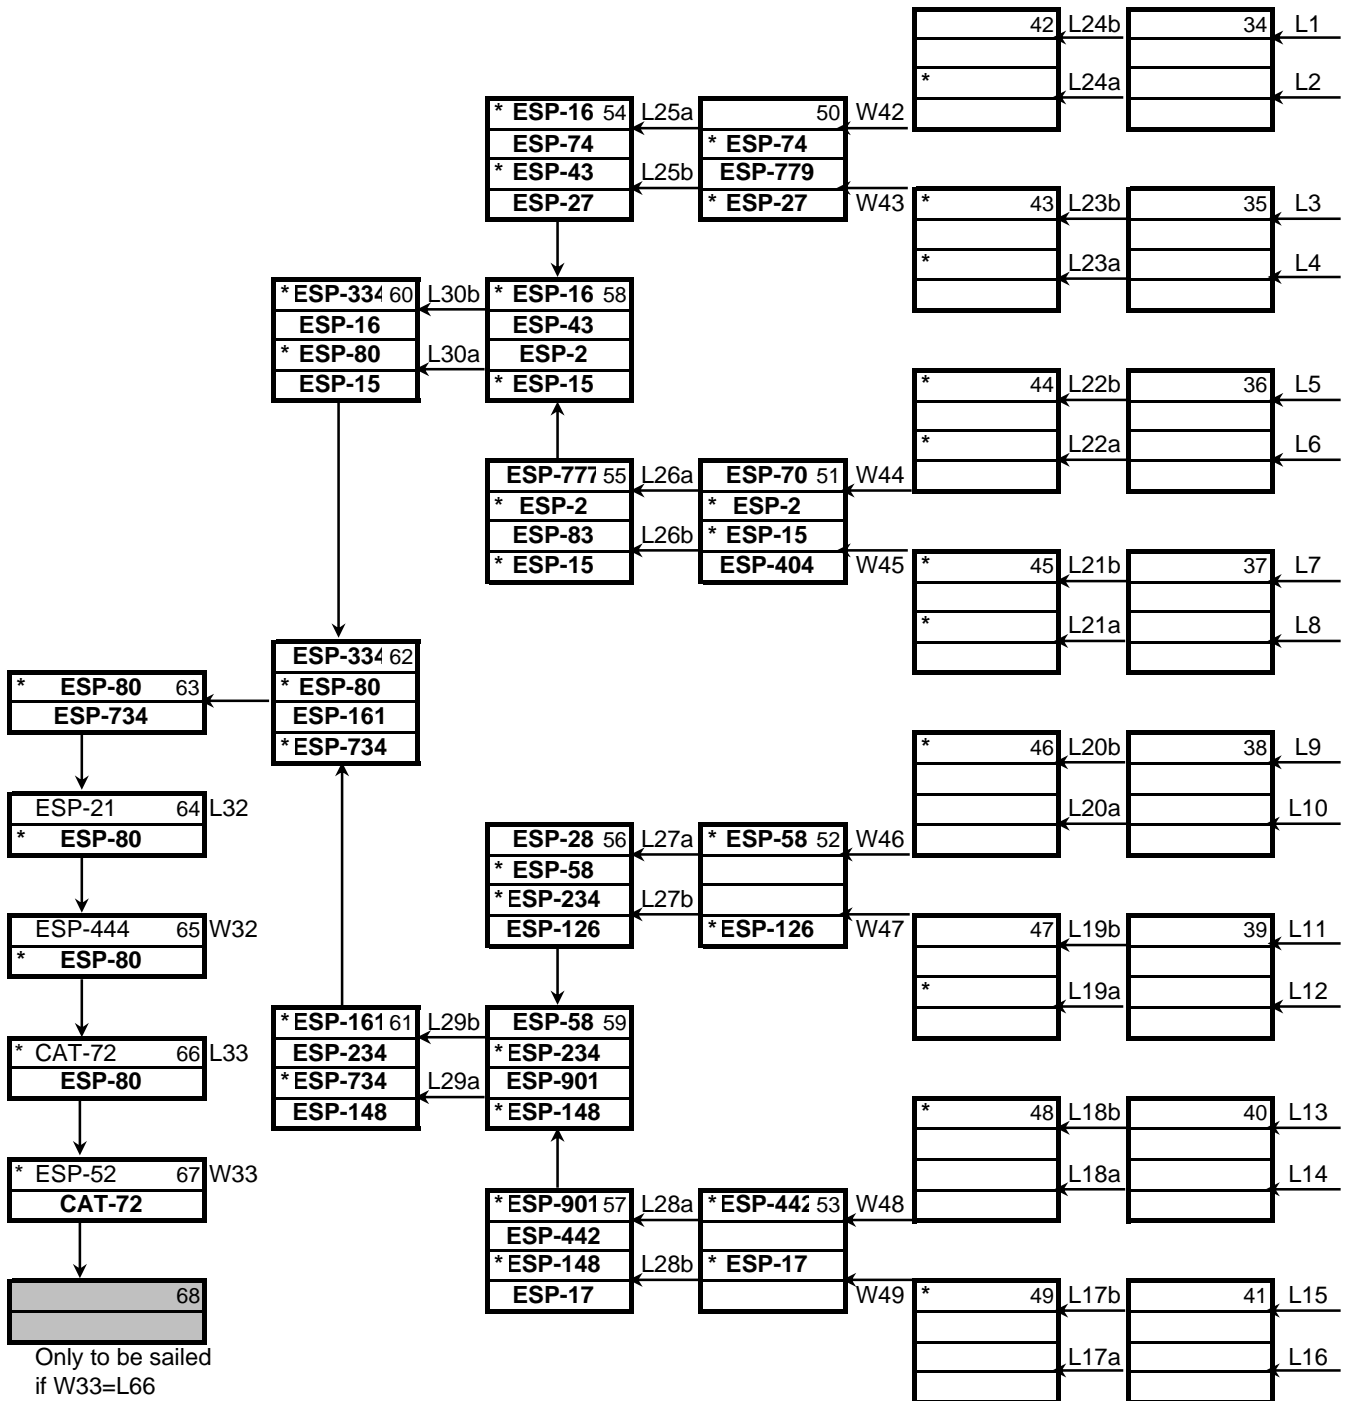 42 L24b 34 L1
* L24a L2
* ESP-16 54 L25a 50 W42
ESP-74 * ESP-74
* ESP-43 L25b ESP-779
ESP-27 * ESP-27 W43
* 43 L23b 35 L3
* L23a L4
* ESP-334 60 L30b * ESP-16 58
ESP-16 ESP-43
* ESP-80 L30a ESP-2
ESP-15 * ESP-15
* 44 L22b 36 L5
* L22a L6
ESP-777 55 L26a ESP-70 51 W44
* ESP-2 * ESP-2
ESP-83 L26b * ESP-15
* ESP-15 ESP-404 W45
* 45 L21b 37 L7
* L21a L8
ESP-334 62
* ESP-80 63 * ESP-80
ESP-734 ESP-161
* ESP-734
* 46 L20b 38 L9
L20a L10
ESP-21 64 L32
* ESP-80
ESP-28 56 L27a * ESP-58 52 W46
* ESP-58
* ESP-234 L27b
ESP-126 * ESP-126 W47
ESP-444 65 W32
* ESP-80
47 L19b 39 L11
* L19a L12
* ESP-161 61 L29b ESP-58 59
ESP-234 * ESP-234
* ESP-734 L29a ESP-901
ESP-148 * ESP-148
* CAT-72 66 L33
ESP-80
* 48 L18b 40 L13
L18a L14
* ESP-52 67 W33
CAT-72
* ESP-901 57 L28a * ESP-442 53 W48
ESP-442
* ESP-148 L28b * ESP-17
ESP-17 W49
* 49 L17b 41 L15
L17a L16
68
Only to be sailed
if W33=L66